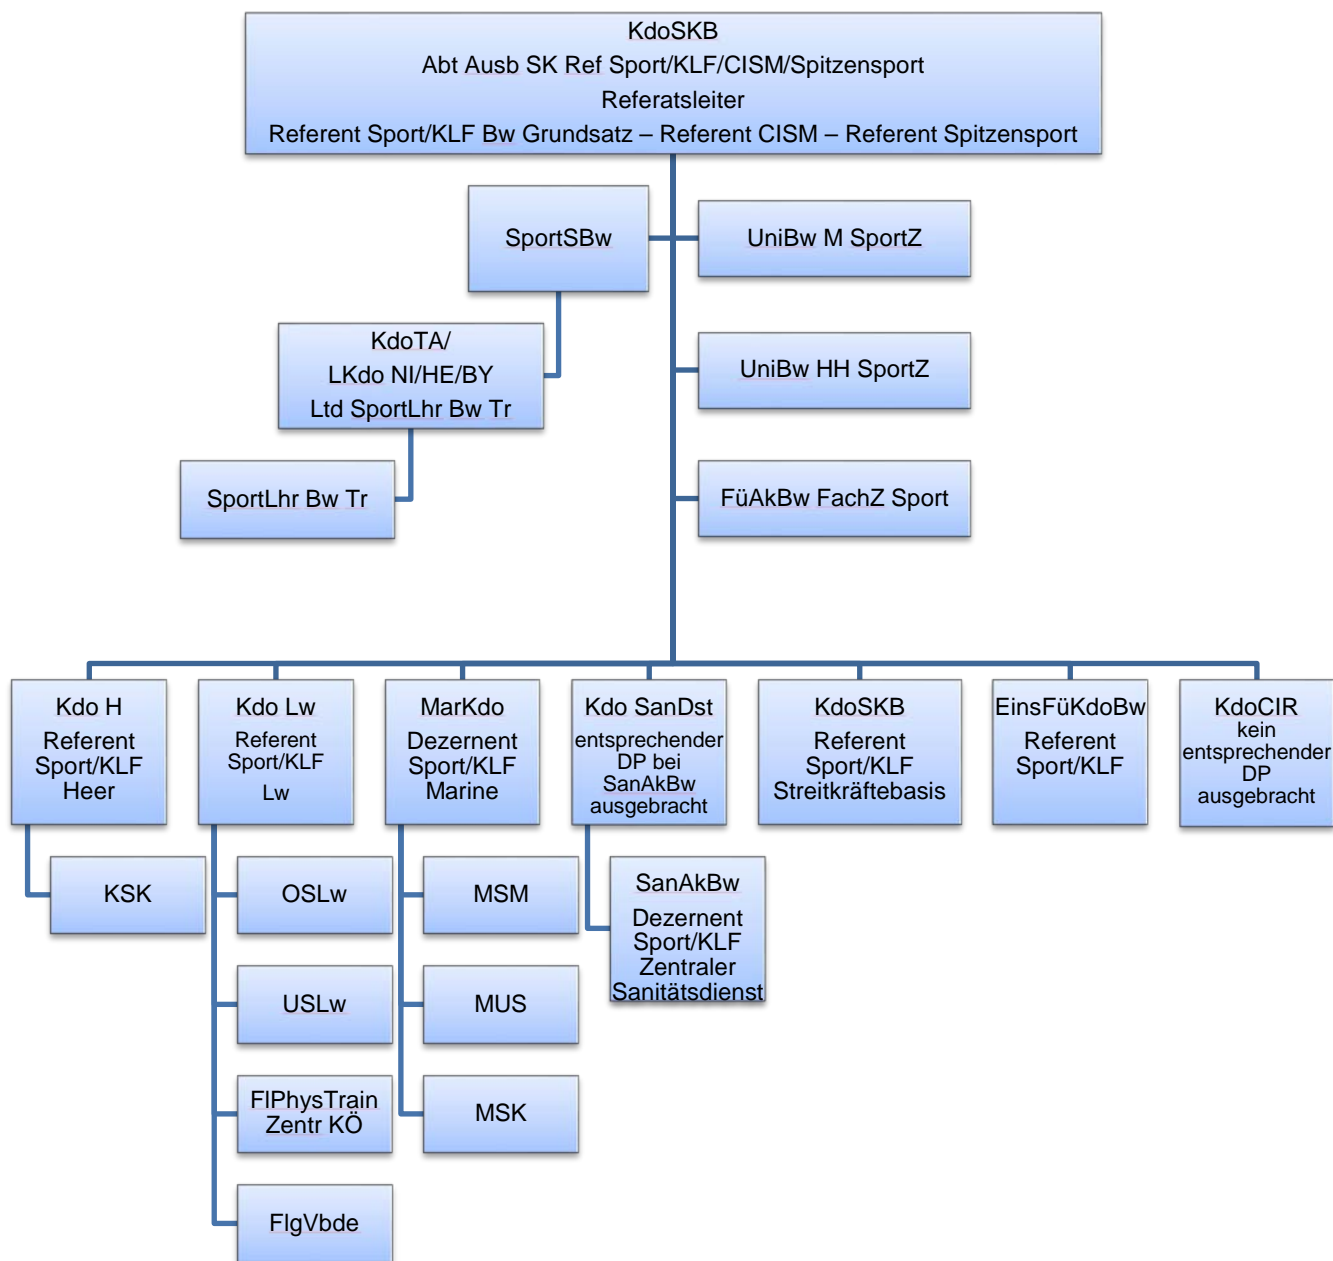 KdoSKB
Abt Ausb SK Ref Sport/KLF/CISM/Spitzensport
Referatsleiter
Referent Sport/KLF Bw Grundsatz – Referent CISM – Referent Spitzensport
SportSBw
UniBw M SportZ
KdoTA/
LKdo NI/HE/BY
Ltd SportLhr Bw Tr
UniBw HH SportZ
SportLhr Bw Tr
FüAkBw FachZ Sport
Kdo H
Referent
Sport/KLF
Heer
Kdo Lw
Referent
Sport/KLF
Lw
MarKdo
Dezernent
Sport/KLF
Marine
Kdo SanDst
entsprechender
DP bei
SanAkBw
ausgebracht
KdoSKB
Referent
Sport/KLF
Streitkräftebasis
EinsFüKdoBw
Referent
Sport/KLF
KdoCIR
kein
entsprechender
DP
ausgebracht
KSK
OSLw
USLw
FlPhysTrain
Zentr KÖ
FlgVbde
MSM
MUS
MSK
SanAkBw
Dezernent
Sport/KLF
Zentraler
Sanitätsdienst